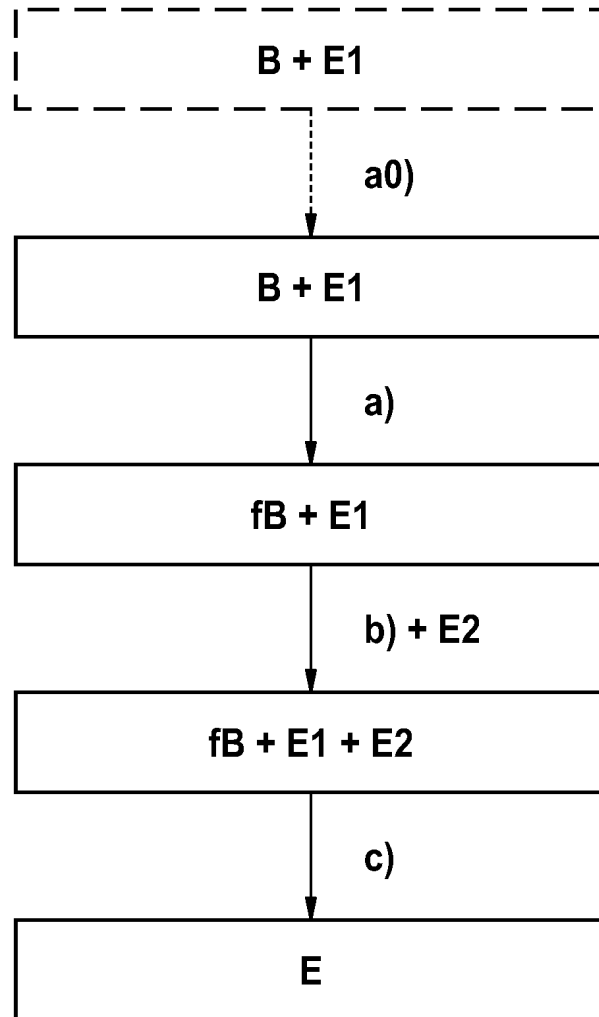 B + E1
a0)
B + E1
a)
fB + E1
b) + E2
fB + E1 + E2
c)
E